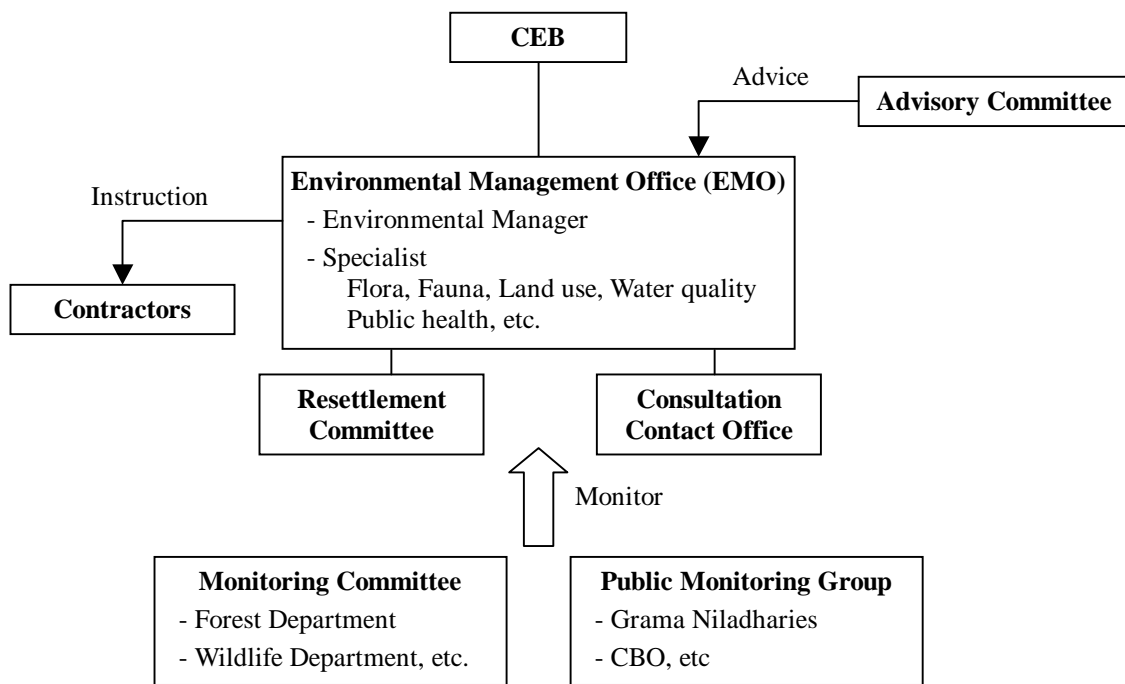 CEB
Advice
Advisory Committee
Environmental Management Office (EMO)
- Environmental Manager
- Specialist
Flora, Fauna, Land use, Water quality
Public health, etc.
Instruction
Contractors
Resettlement
Committee
Consultation
Contact Office
Monitor
Monitoring Committee
- Forest Department
- Wildlife Department, etc.
Public Monitoring Group
- Grama Niladharies
- CBO, etc